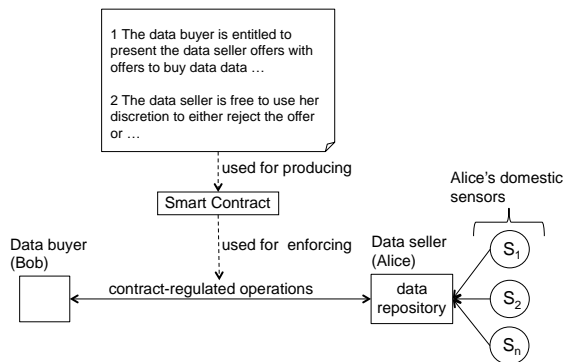 1 The data buyer is entitled to
present the data seller offers with
offers to buy data data …
2 The data seller is free to use her
discretion to either reject the offer
or …
used for producing
Smart Contract
used for enforcing
Alice's domestic
sensors
Data buyer
(Bob)
Data seller
(Alice)
contract-regulated operations
data
repository
S1
S2
Sn